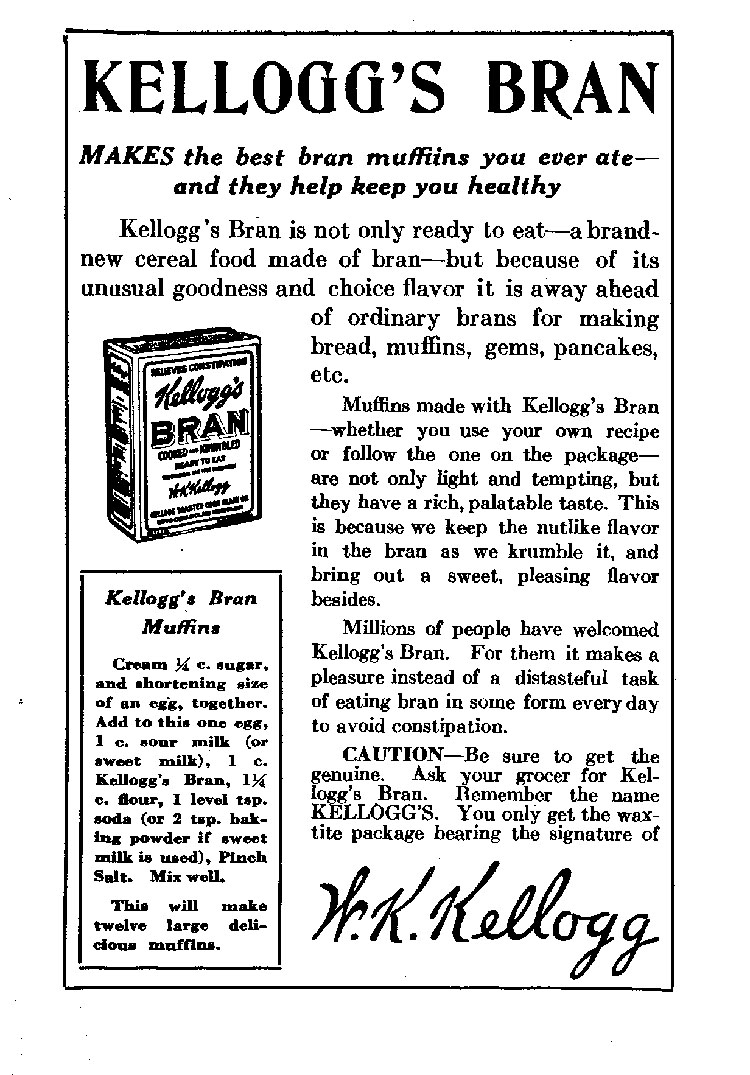 KELLOGG'S BRAN
MAKES the best bran muffiins you ever ate—
and they help keep you healthy
Kellogg's Bran is not only ready to eat—a brand-
new cereal food made of bran—but because of its
unusual goodness and choice flavor it is away ahead
of ordinary brans for making
bread, muffins, gems, pancakes,
etc.
Muffins made with Kellogg's Bran
—whether you use your own recipe
or follow the one on the package—
are not only light and tempting, but
they have a rich, palatable taste. This
is because we keep the nutlike flavor
in the bran as we krumble it, and
bring out a sweet, pleasing flavor
besides.
Millions of people have welcomed
Kellogg's Bran. For them it makes a
pleasure instead of a distasteful task
of eating bran in some form every day
to avoid constipation.
CAUTION—Be sure to get the
genuine. Ask your grocer for Kel-
logg's Bran. Remember the name
KELLOGG'S. You only get the wax-
tite package bearing the signature of
W. K. Kellogg
RELIEVES CONSTIPATION
Kellogg's
BRAN
COOKED AND KRUMBLED
READY TO EAT
W.K.Kellogg
KELLOGG TOASTED CORN FLAKE CO.
Kellogg's Bran
Muffins
Cream ¼ c. sugar,
and shortening size
of an egg, together.
Add to this one egg,
1 c. sour milk (or
sweet milk), 1 c.
Kellogg's Bran, 1¼
c. flour, 1 level tsp.
soda (or 2 tsp. bak-
ing powder if sweet
milk is used), Pinch
Salt. Mix well.
This will make
twelve large deli-
cious muffins.